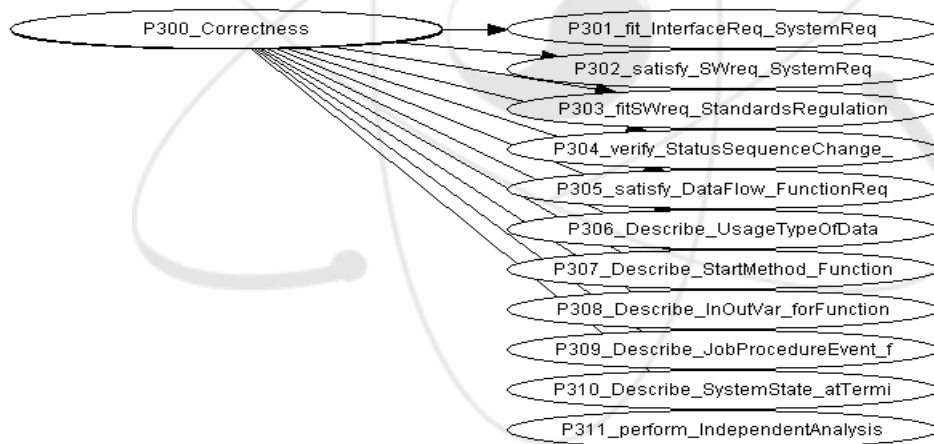 P300_Correctness
P301_fit_InterfaceReq_SystemReq
P302_satisfy_SWreq_SystemReq
P303_fitSWreq_StandardsRegulation
P304_verify_StatusSequenceChange_
P305_satisfy_DataFlow_FunctionReq
P306_Describe_UsageTypeOfData
P307_Describe_StartMethod_Function
P308_Describe_InOutVar_forFunction
P309_Describe_JobProcedureEvent_f
P310_Describe_SystemState_atTermi
P311_perform_IndependentAnalysis